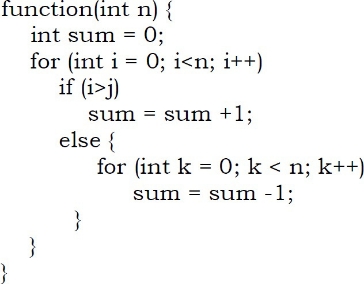 function(int n) {
int sum = 0;
for (int i = 0; i<n; i++)
if (i>j)
sum = sum +1;
else {
for (int k = 0; k < n; k++)
sum = sum -1;
}
}
}